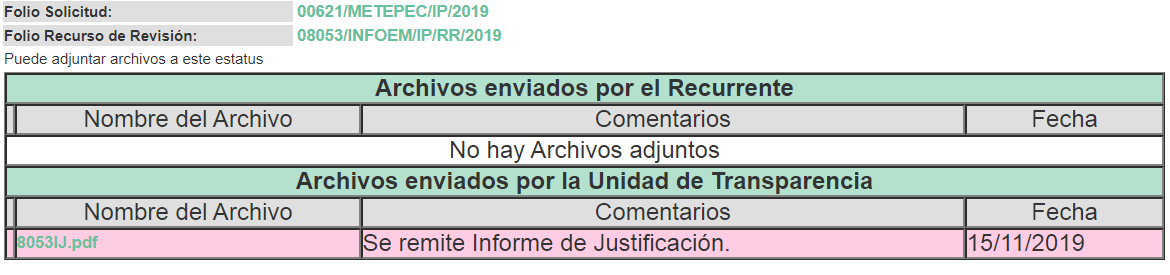 Folio Solicitud: 00621/METEPEC/IP/2019
Folio Recurso de Revisión: 08053/INFOEM/IP/RR/2019
Puede adjuntar archivos a este estatus
Archivos enviados por el Recurrente
Nombre del Archivo Comentarios Fecha
No hay Archivos adjuntos
Archivos enviados por la Unidad de Transparencia
Nombre del Archivo Comentarios Fecha
8053IJ.pdf Se remite Informe de Justificación. 15/11/2019